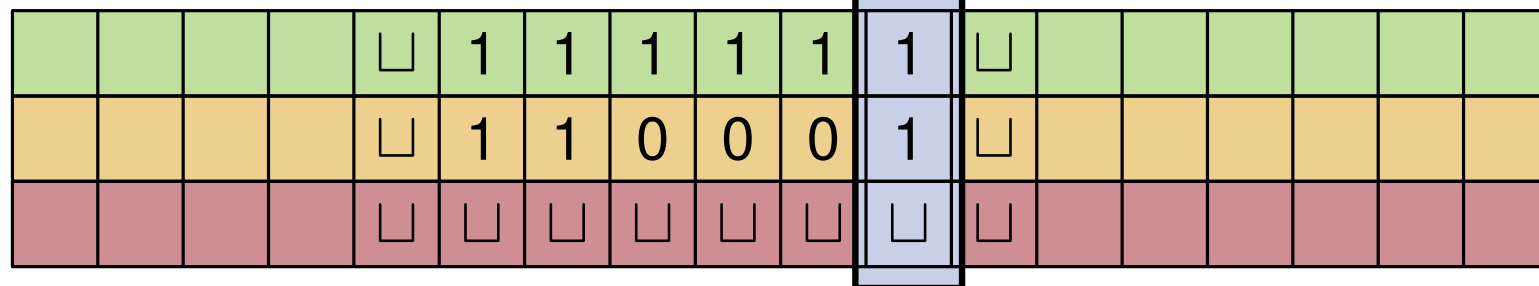 ⊔ 1 1 1 1 1 1 ⊔
⊔ 1 1 0 0 0 1 ⊔
⊔ ⊔ ⊔ ⊔ ⊔ ⊔ ⊔ ⊔